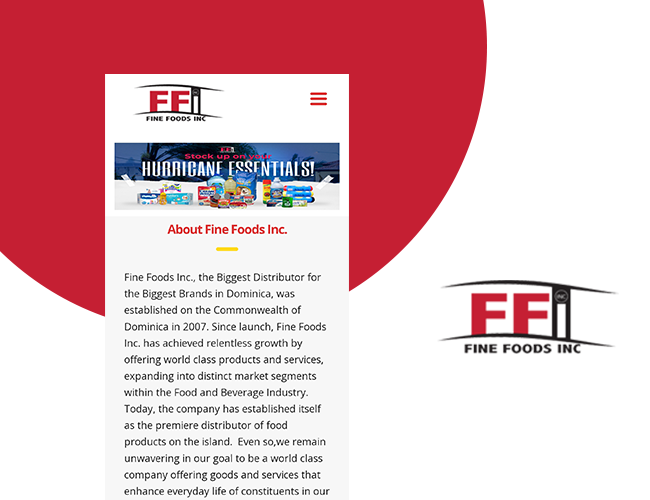 FFi
FINE FOODS INC
Stock up on your
HURRICANE ESSENTIALS!
About Fine Foods Inc.
Fine Foods Inc., the Biggest Distributor for
the Biggest Brands in Dominica, was
established on the Commonwealth of
Dominica in 2007. Since launch, Fine Foods
Inc. has achieved relentless growth by
offering world class products and services,
expanding into distinct market segments
within the Food and Beverage Industry.
Today, the company has established itself
as the premiere distributor of food
products on the island.  Even so,we remain
unwavering in our goal to be a world class
company offering goods and services that
enhance everyday life of constituents in our
FFi
INC
FINE FOODS INC